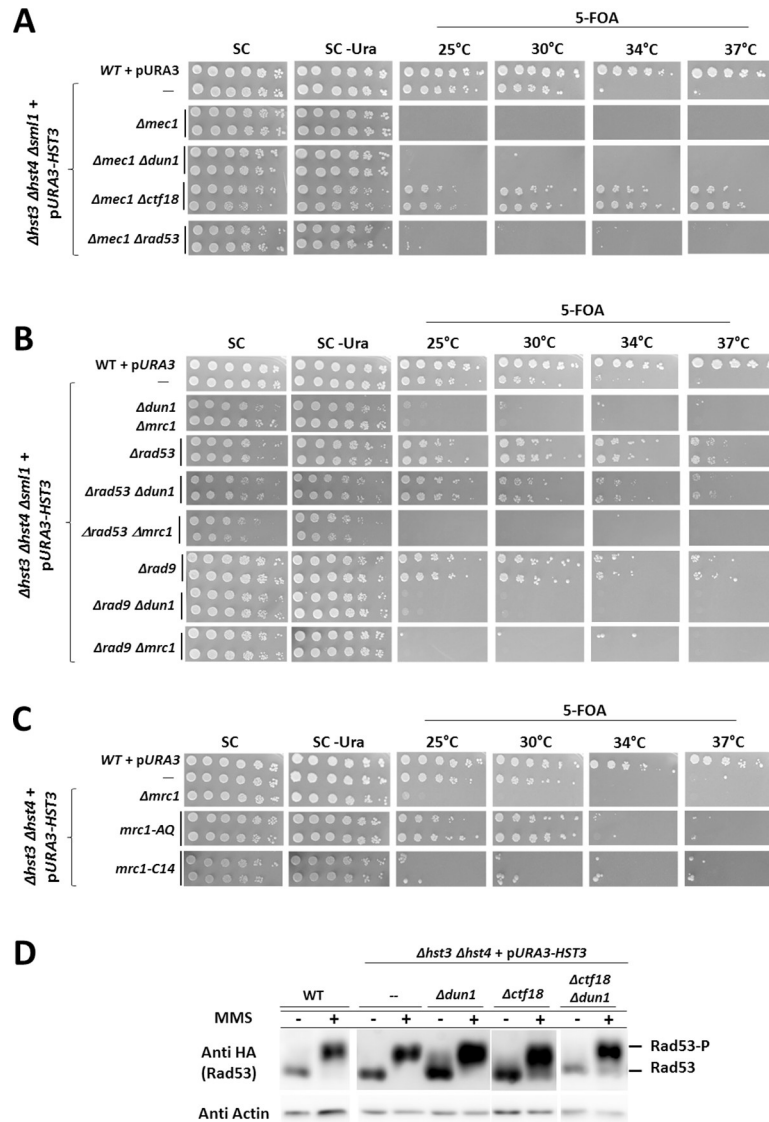 A
5-FOA
SC
SC -Ura
25°C
30°C
34°C
37°C
WT + pURA3
—
Δmec1
Δmec1 Δdun1
Δmec1 Δctf18
Δmec1 Δrad53
Δhst3 Δhst4 Δsml1 +
pURA3-HST3
B
5-FOA
SC
SC -Ura
25°C
30°C
34°C
37°C
WT + pURA3
—
Δdun1
Δmrc1
Δrad53
Δrad53 Δdun1
Δrad53 Δmrc1
Δrad9
Δrad9 Δdun1
Δrad9 Δmrc1
Δhst3 Δhst4 Δsml1 +
pURA3-HST3
C
5-FOA
SC
SC -Ura
25°C
30°C
34°C
37°C
WT + pURA3
—
Δmrc1
mrc1-AQ
mrc1-C14
Δhst3 Δhst4 +
pURA3-HST3
D
Δhst3 Δhst4 + pURA3-HST3
WT
--
Δdun1
Δctf18
Δctf18
Δdun1
MMS - + - + - + - + - +
Anti HA
(Rad53)
Rad53-P
Rad53
Anti Actin